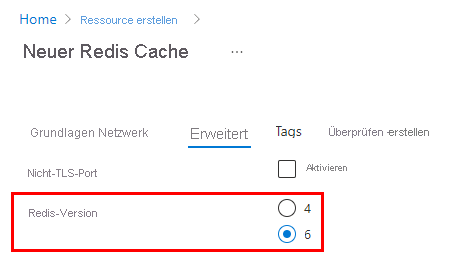 Home > Ressource erstellen >
Neuer Redis Cache ...
Grundlagen Netzwerk Erweitert Tags Überprüfen -erstellen
Nicht-TLS-Port Aktivieren
Redis-Version 4
6